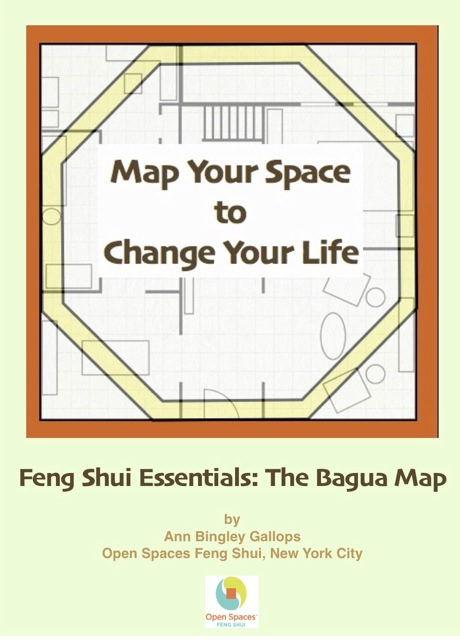 Map Your Space
to
Change Your Life
Feng Shui Essentials: The Bagua Map
by
Ann Bingley Gallops
Open Spaces Feng Shui, New York City
Open Spaces™
FENG SHUI